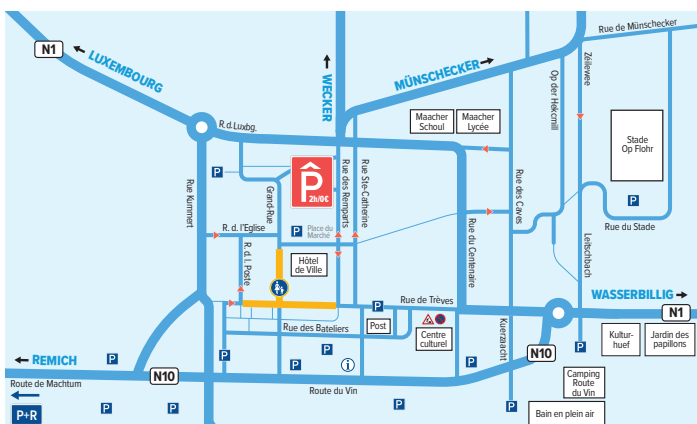 Rue de Münschecker
N1
LUXEMBOURG
WECKER
MÜNSCHECKER
Zéilewee
Op der Heckmill
R.d.Luxbg.
Maacher
Schoul
Maacher
Lycée
Stade
Op Flohr
P
2h/0€
P
Rue Kummert
Grand-Rue
Rue des Remparts
Rue Ste-Catherine
Rue des Caves
P
R. d. l'Eglise
P
Place du
Marché
Rue du Stade
R. d. l. Poste
Hôtel
de Ville
Rue du Centenaire
Leitschbach
WASSERBILLIG
N1
P
Rue de Trèves
Rue des Bateliers
Post
Centre
culturel
Kuerzaacht
Kultur-
huef
Jardin des
papillons
REMICH
P
P
P
P
i
P
N10
P
Route de Machtum
N10
Route du Vin
Camping
Route
du Vin
P+R
P
P
P
P
Bain en plein air